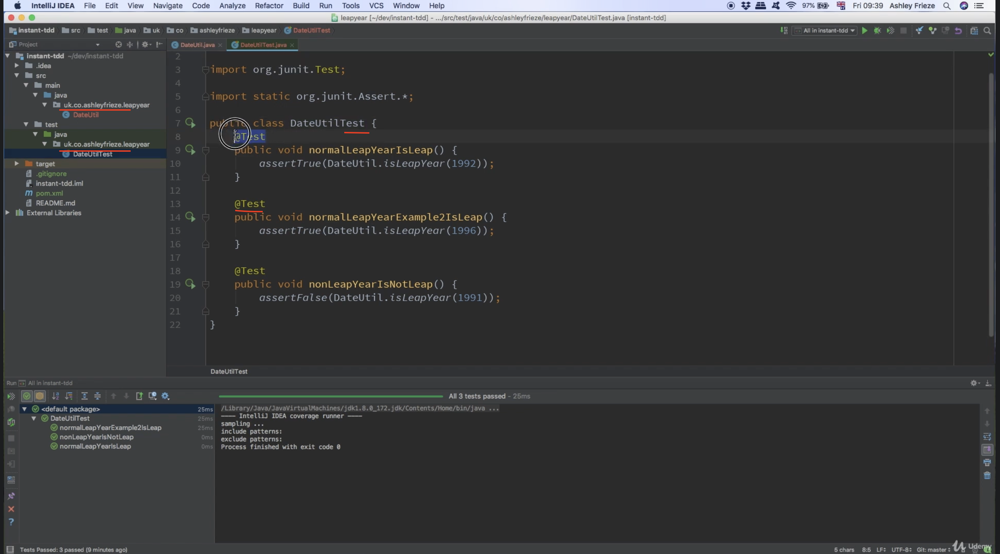 IntelliJ IDEA File Edit View Navigate Code Analyze Refactor Build Run Tools VCS Window Help 97% Fri 09:39 Ashley Frieze
leapyear [~/dev/instant-tdd] - .../src/test/java/uk/co/ashleyfrieze/leapyear/DateUtilTest.java [instant-tdd]
instant-tdd src test java uk co ashleyfrieze leapyear DateUtilTest All in instant-tdd
Project
DateUtil.java DateUtilTest.java
instant-tdd ~/dev/instant-tdd
.idea
src
main
java
uk.co.ashleyfrieze.leapyear
DateUtil
test
java
uk.co.ashleyfrieze.leapyear
DateUtilTest
target
.gitignore
instant-tdd.iml
pom.xml
README.md
External Libraries
2
3 import org.junit.Test;
4
5 import static org.junit.Assert.*;
6
7 public class DateUtilTest {
8 @Test
9 public void normalLeapYearIsLeap() {
10 assertTrue(DateUtil.isLeapYear(1992));
11 }
12
13 @Test
14 public void normalLeapYearExample2IsLeap() {
15 assertTrue(DateUtil.isLeapYear(1996));
16 }
17
18 @Test
19 public void nonLeapYearIsNotLeap() {
20 assertFalse(DateUtil.isLeapYear(1991));
21 }
22 }
DateUtilTest
Run All in instant-tdd
All 3 tests passed - 25ms
<default package> 25ms
DateUtilTest 25ms
normalLeapYearExample2IsLeap 25ms
nonLeapYearIsNotLeap 0ms
normalLeapYearIsLeap 0ms
/Library/Java/JavaVirtualMachines/jdk1.8.0_172.jdk/Contents/Home/bin/java ...
---- IntelliJ IDEA coverage runner ----
sampling ...
include patterns:
exclude patterns:
Process finished with exit code 0
Tests Passed: 3 passed (9 minutes ago) 5 chars 8:5 LF UTF-8 Git: master
Udemy